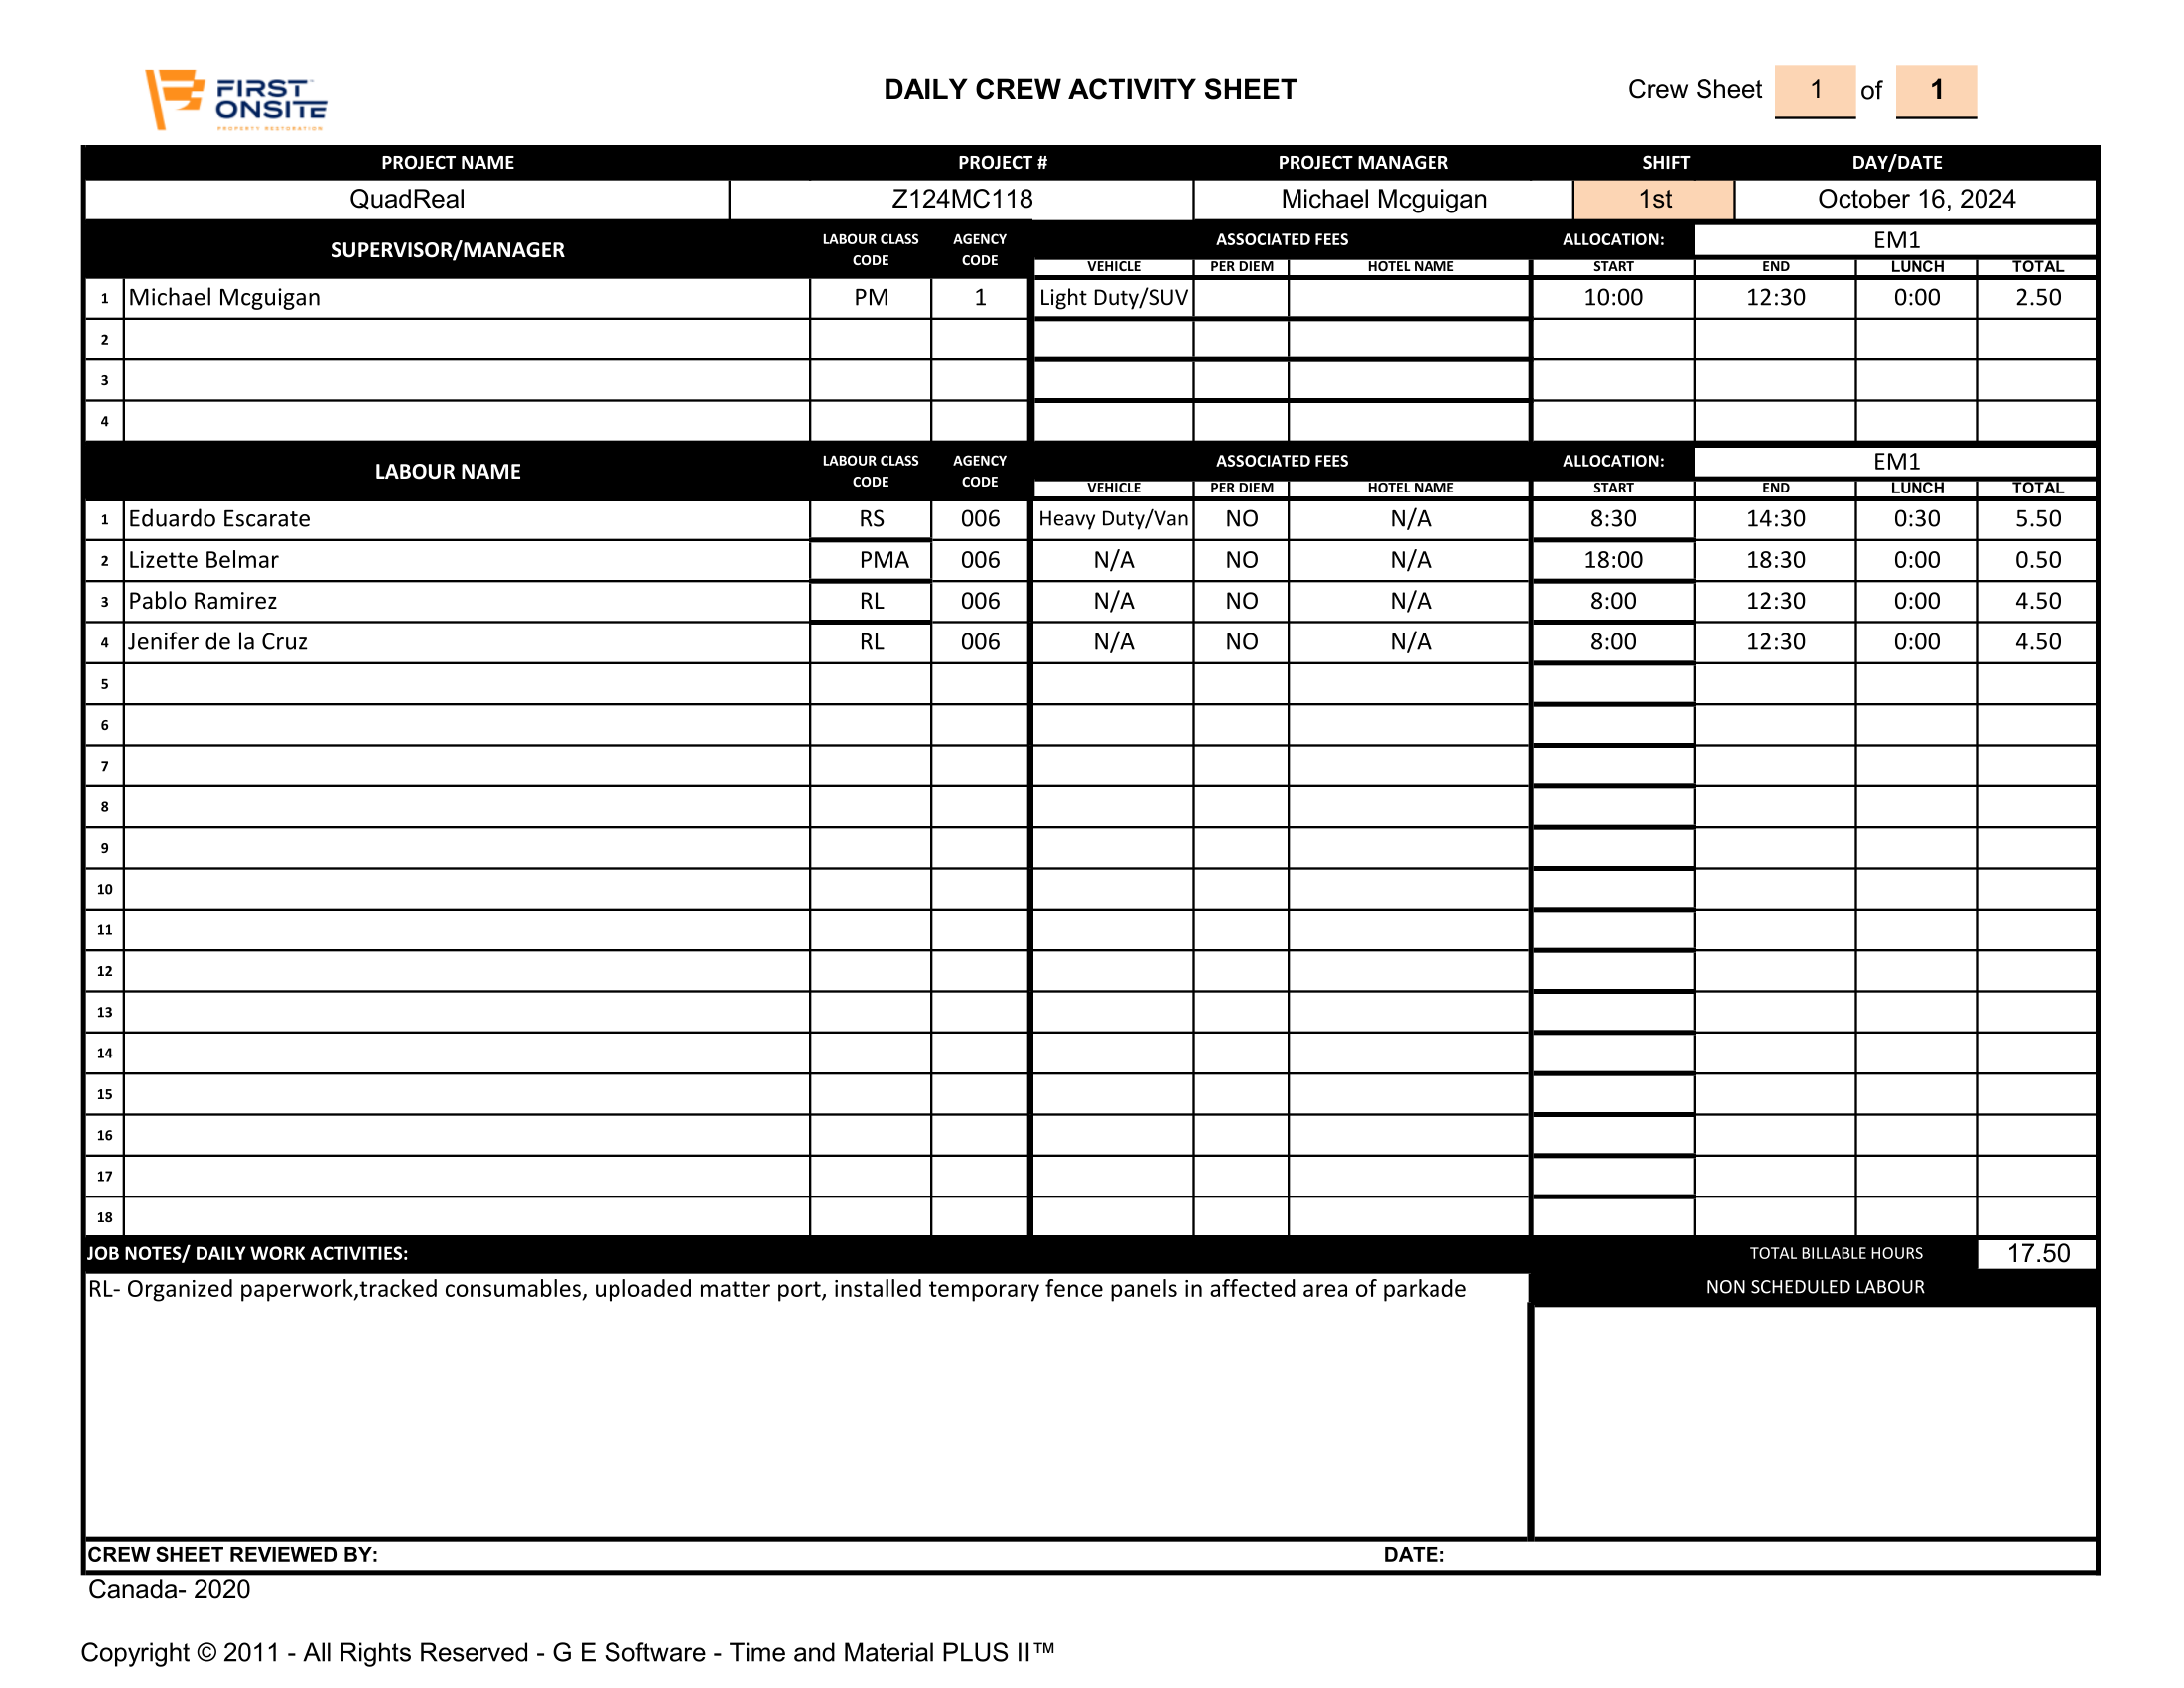 FIRST ONSITE PROPERTY RESTORATION
DAILY CREW ACTIVITY SHEET
Crew Sheet 1 of 1
PROJECT NAME PROJECT # PROJECT MANAGER SHIFT DAY/DATE
QuadReal Z124MC118 Michael Mcguigan 1st October 16, 2024
SUPERVISOR/MANAGER LABOUR CLASS CODE AGENCY CODE ASSOCIATED FEES ALLOCATION: EM1
VEHICLE PER DIEM HOTEL NAME START END LUNCH TOTAL
1 Michael Mcguigan PM 1 Light Duty/SUV 10:00 12:30 0:00 2.50
2
3
4
LABOUR NAME LABOUR CLASS CODE AGENCY CODE ASSOCIATED FEES ALLOCATION: EM1
VEHICLE PER DIEM HOTEL NAME START END LUNCH TOTAL
1 Eduardo Escarate RS 006 Heavy Duty/Van NO N/A 8:30 14:30 0:30 5.50
2 Lizette Belmar PMA 006 N/A NO N/A 18:00 18:30 0:00 0.50
3 Pablo Ramirez RL 006 N/A NO N/A 8:00 12:30 0:00 4.50
4 Jenifer de la Cruz RL 006 N/A NO N/A 8:00 12:30 0:00 4.50
5
6
7
8
9
10
11
12
13
14
15
16
17
18
JOB NOTES/ DAILY WORK ACTIVITIES: TOTAL BILLABLE HOURS 17.50
RL- Organized paperwork,tracked consumables, uploaded matter port, installed temporary fence panels in affected area of parkade NON SCHEDULED LABOUR
CREW SHEET REVIEWED BY: DATE:
Canada- 2020
Copyright © 2011 - All Rights Reserved - G E Software - Time and Material PLUS II™